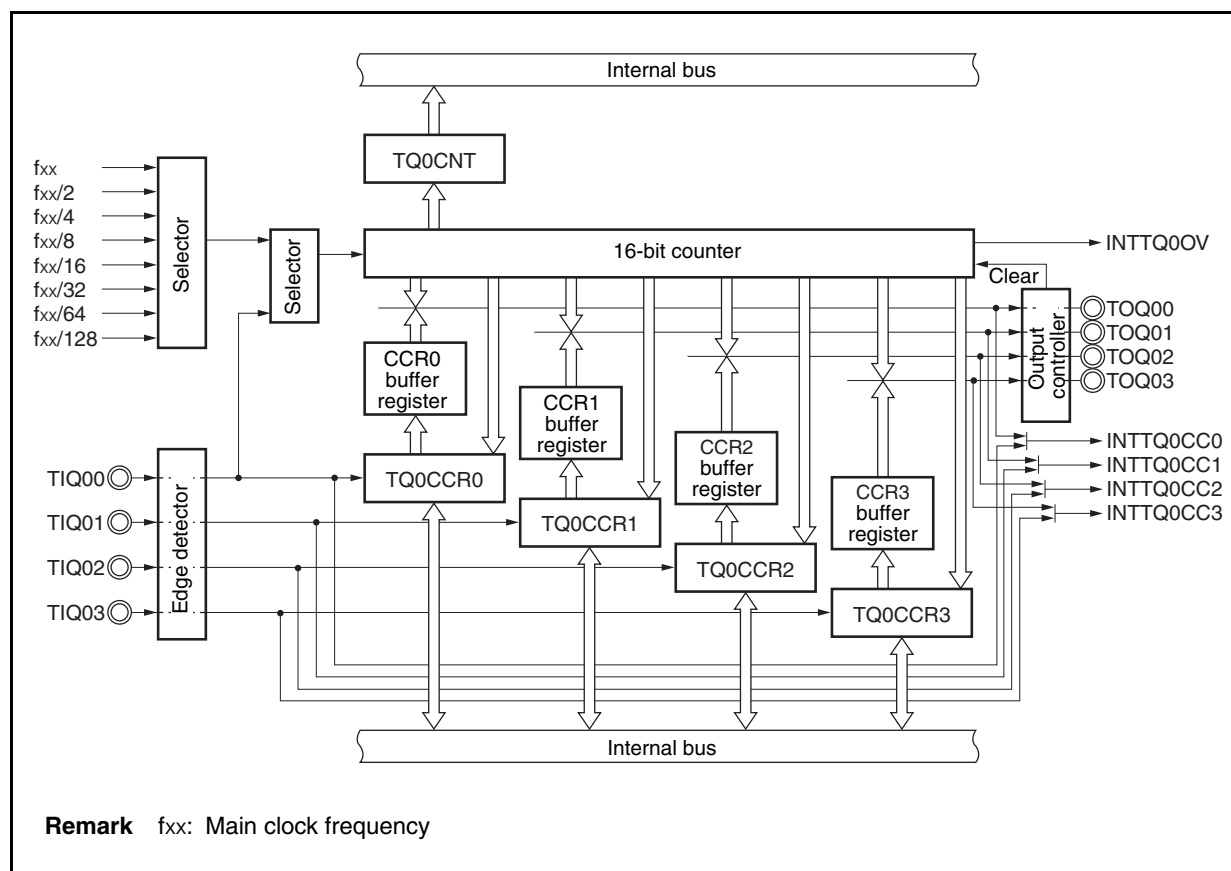 Internal bus
TQ0CNT
fxx
fxx/2
fxx/4
fxx/8
fxx/16
fxx/32
fxx/64
fxx/128
Selector
Selector
16-bit counter
INTTQ0OV
Clear
Output
controller
TOQ00
TOQ01
TOQ02
TOQ03
CCR0
buffer
register
CCR1
buffer
register
CCR2
buffer
register
CCR3
buffer
register
INTTQ0CC0
INTTQ0CC1
INTTQ0CC2
INTTQ0CC3
TIQ00
TIQ01
TIQ02
TIQ03
Edge detector
TQ0CCR0
TQ0CCR1
TQ0CCR2
TQ0CCR3
Internal bus
Remark fxx: Main clock frequency